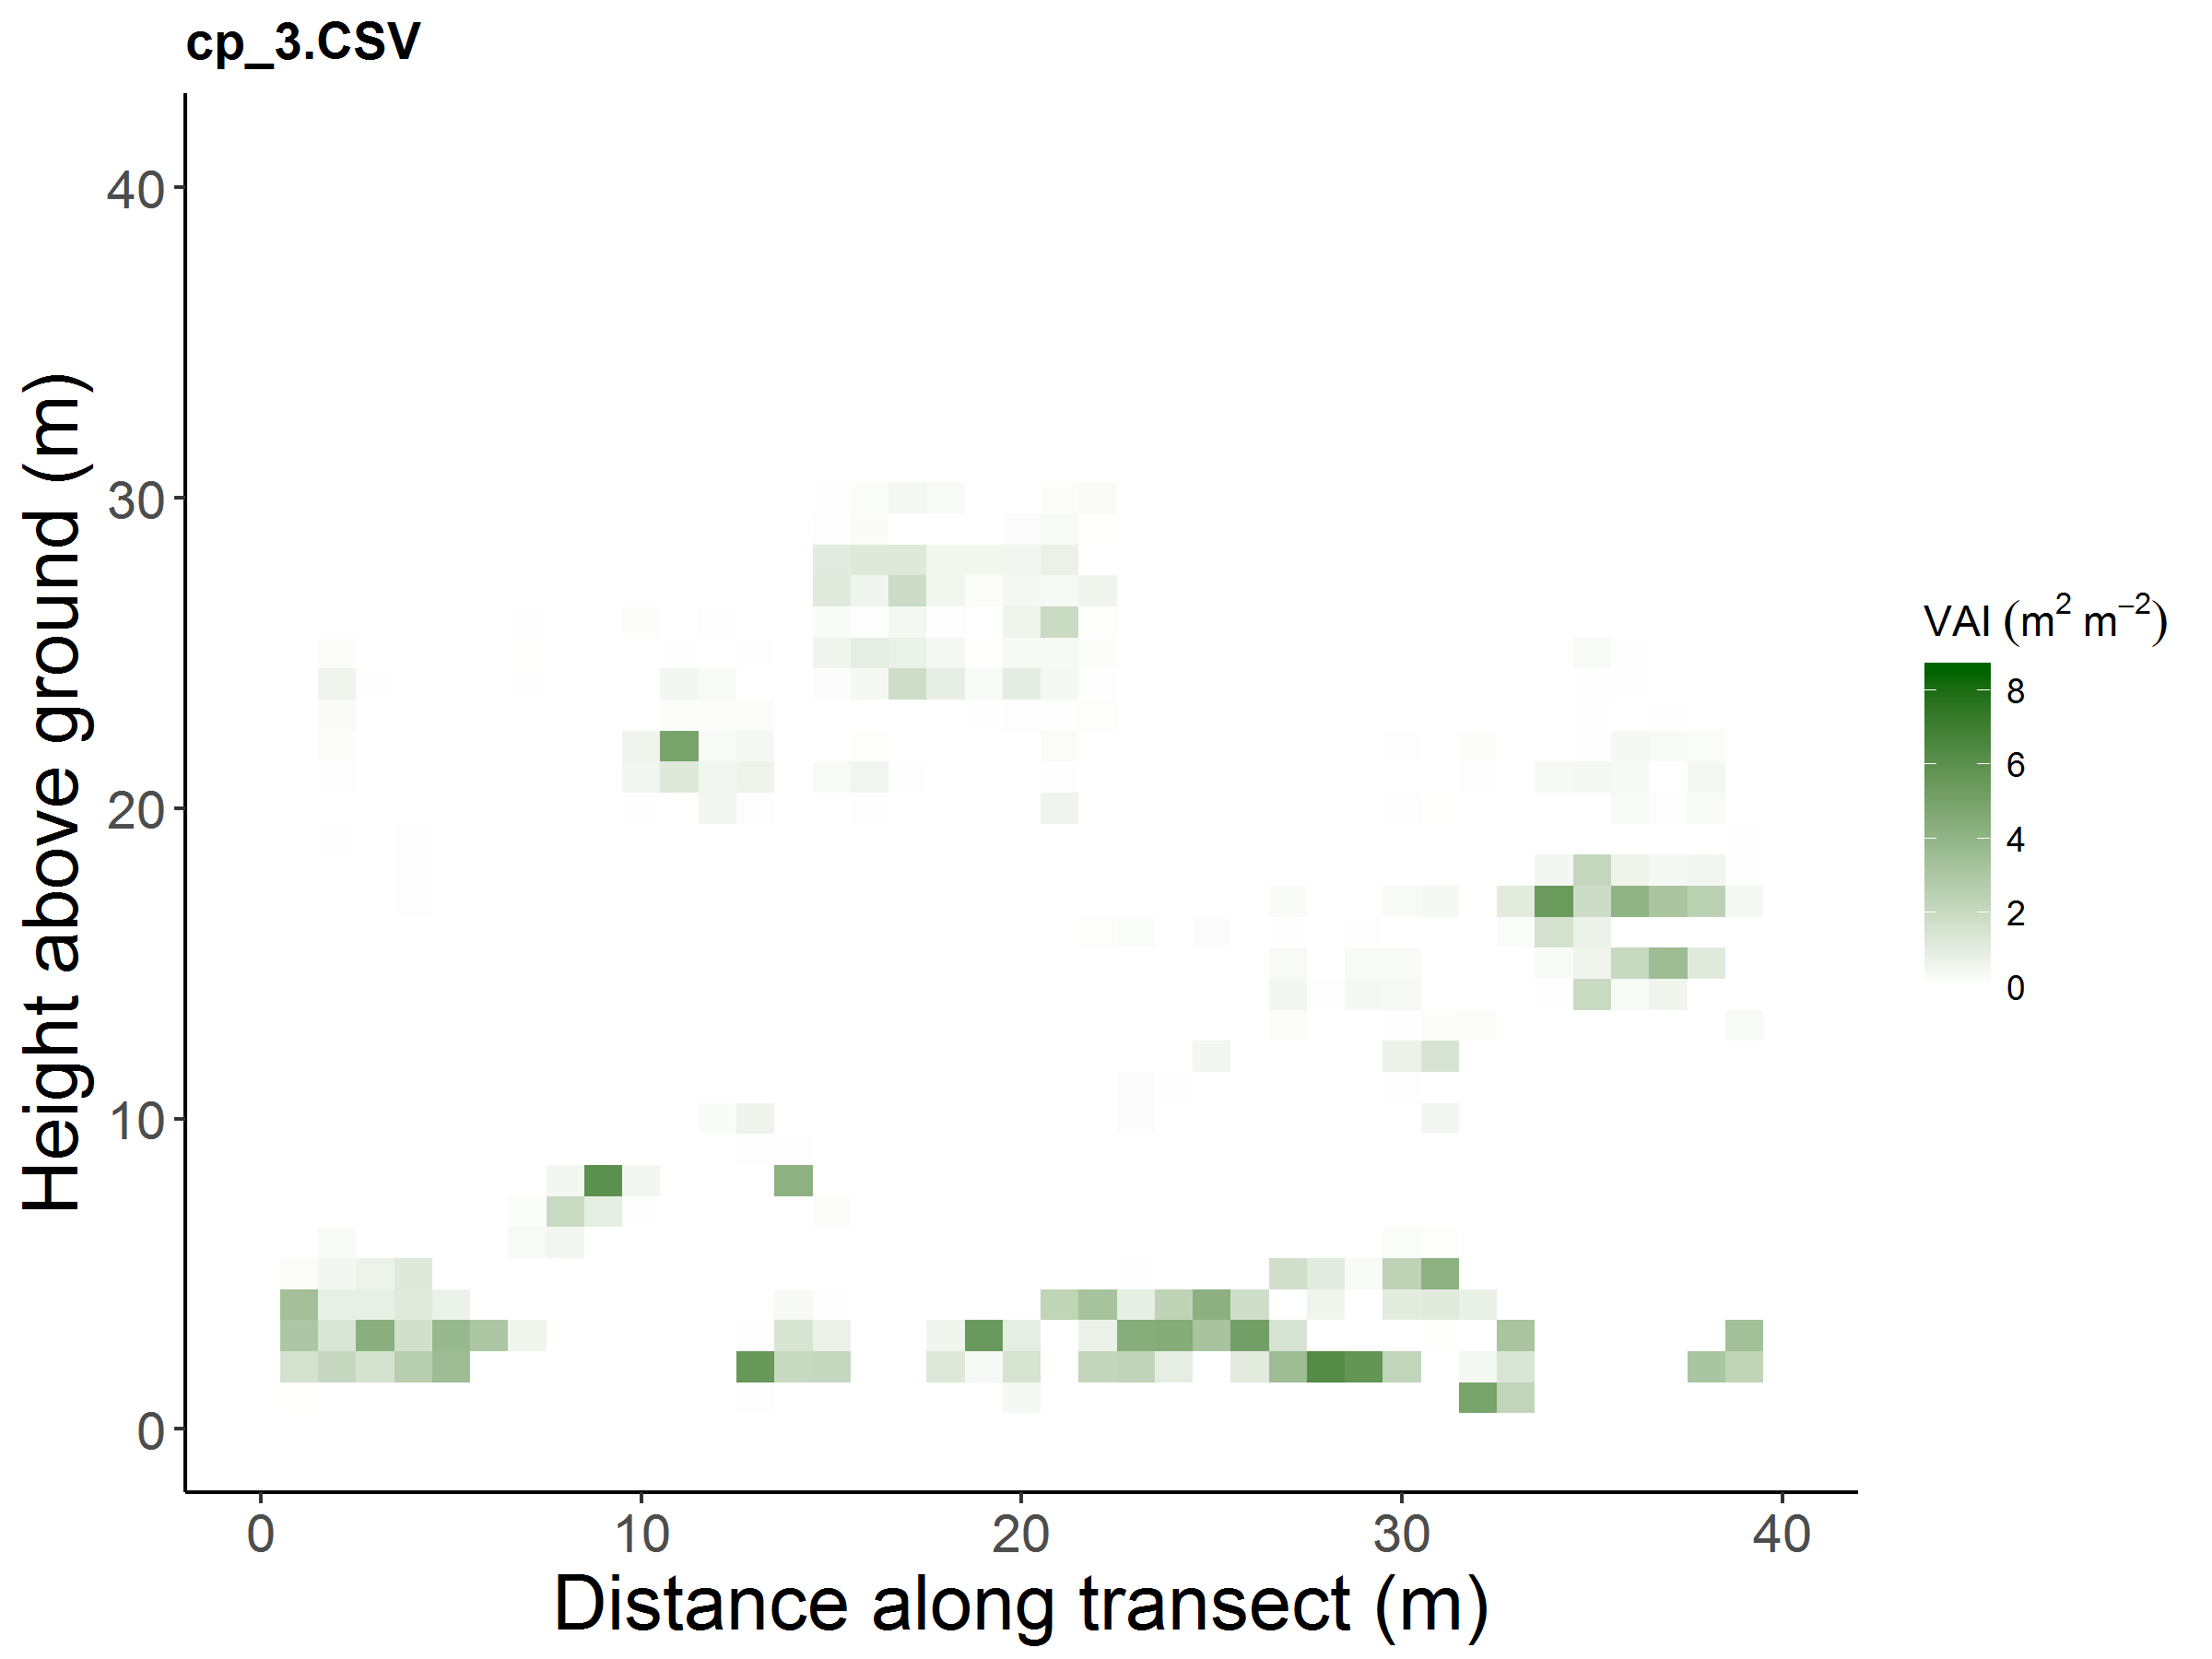 cp_3.CSV
Height above ground (m)
40
30
20
10
0
0 10 20 30 40
Distance along transect (m)
VAI (m² m⁻²)
8
6
4
2
0